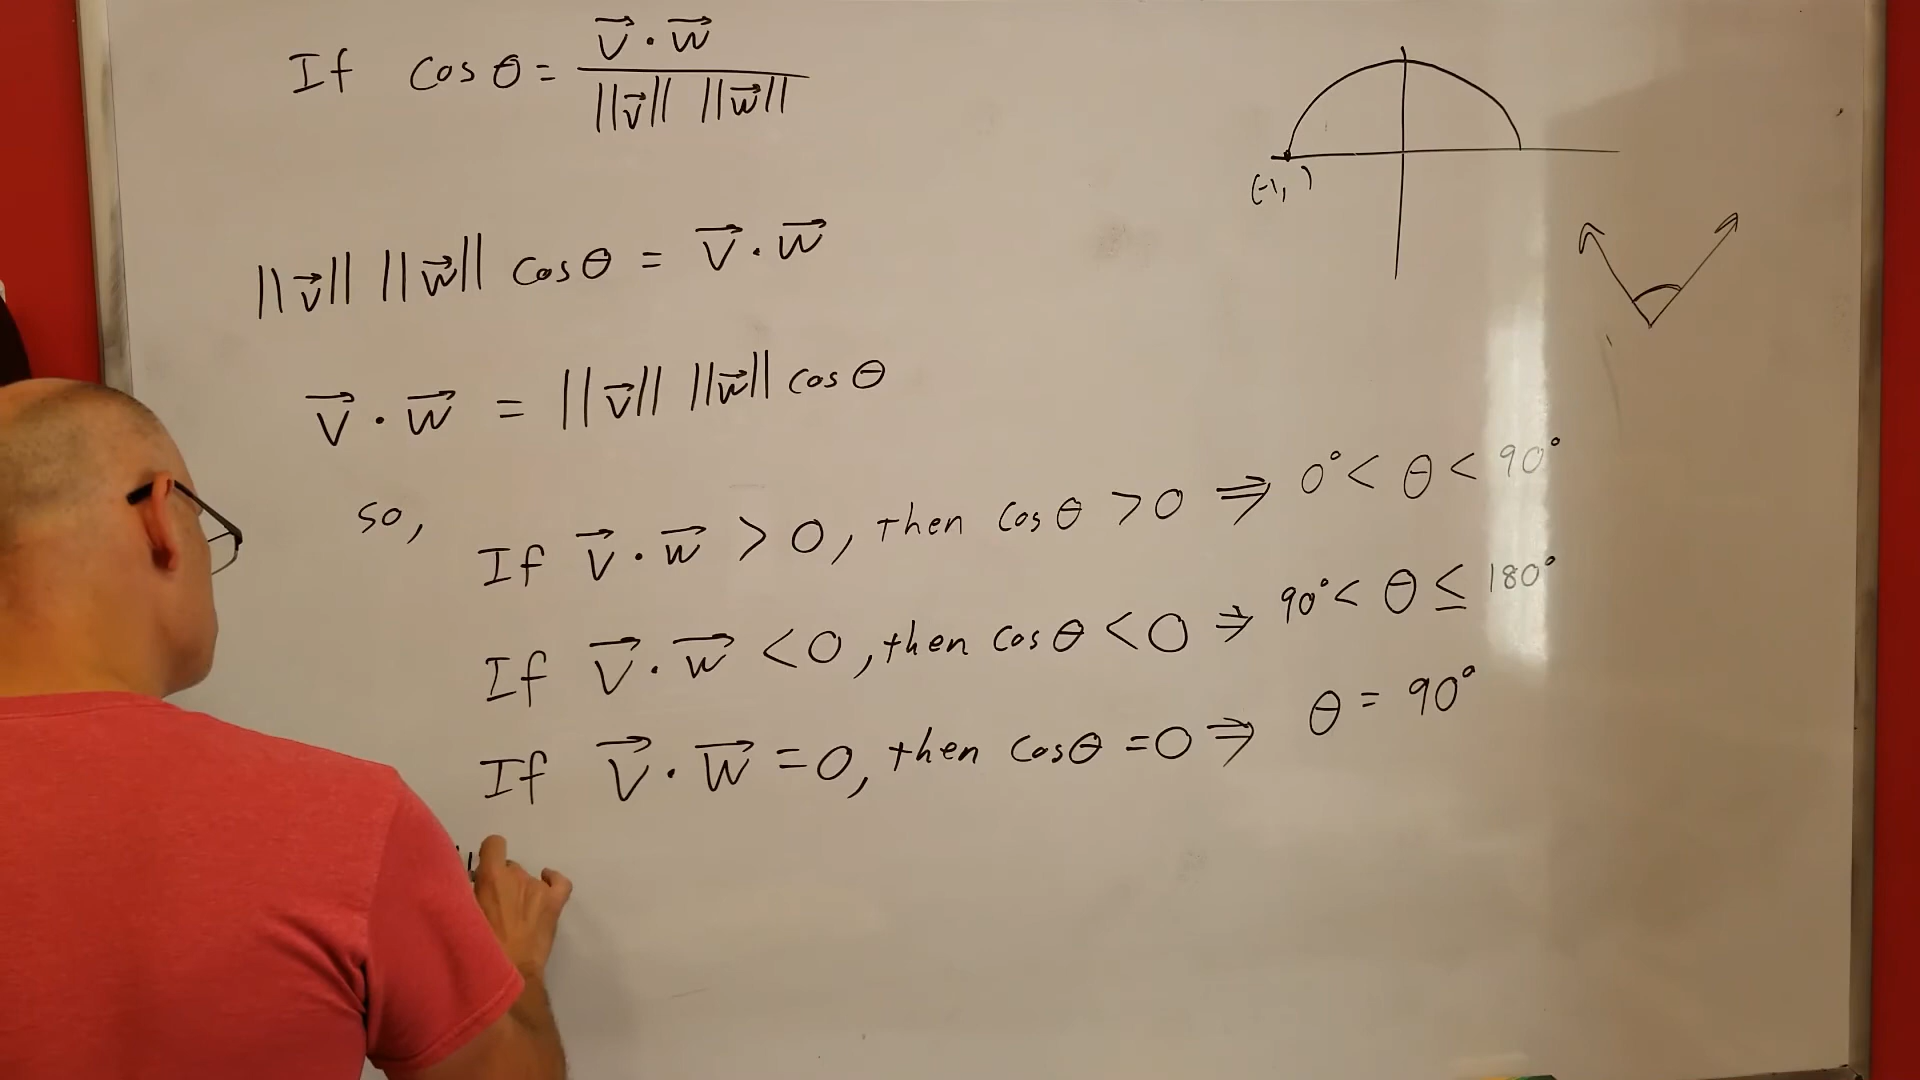 If cos θ = v⃗ · w⃗ / ||v⃗|| ||w⃗||
(-1, )
||v⃗|| ||w⃗|| cos θ = v⃗ · w⃗
v⃗ · w⃗ = ||v⃗|| ||w⃗|| cos θ
so,
If v⃗ · w⃗ > 0, then cos θ > 0 ⇒ 0° < θ < 90°
If v⃗ · w⃗ < 0, then cos θ < 0 ⇒ 90° < θ ≤ 180°
If v⃗ · w⃗ = 0, then cos θ = 0 ⇒ θ = 90°